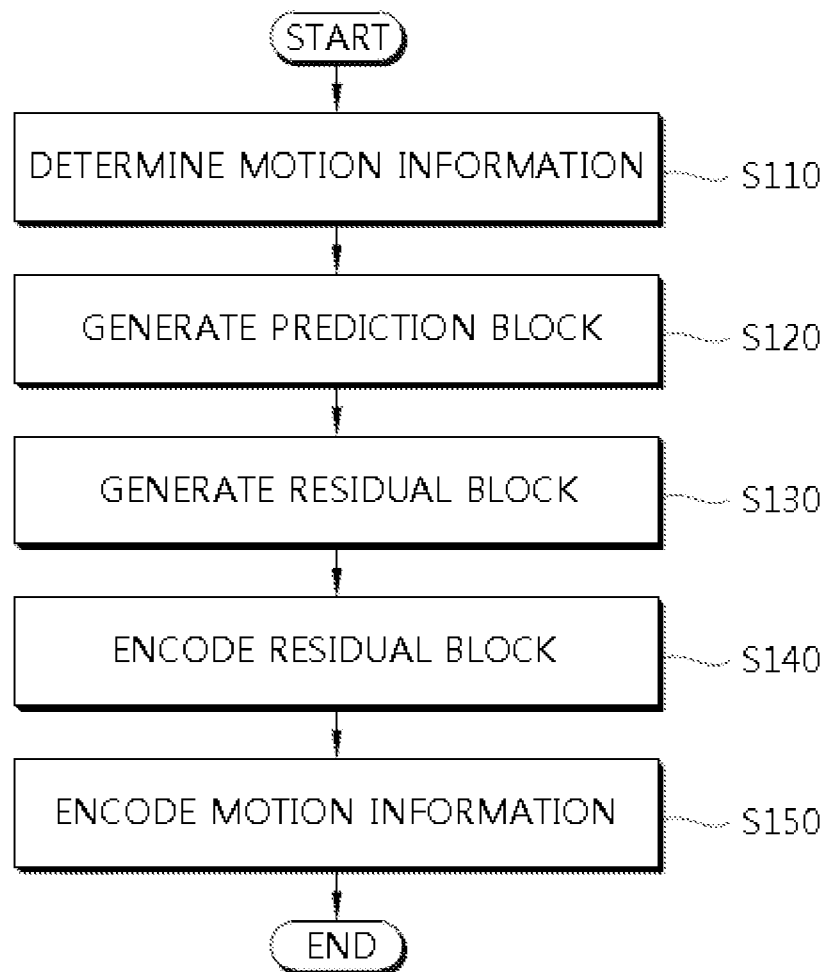 START
DETERMINE MOTION INFORMATION
S110
GENERATE PREDICTION BLOCK
S120
GENERATE RESIDUAL BLOCK
S130
ENCODE RESIDUAL BLOCK
S140
ENCODE MOTION INFORMATION
S150
END